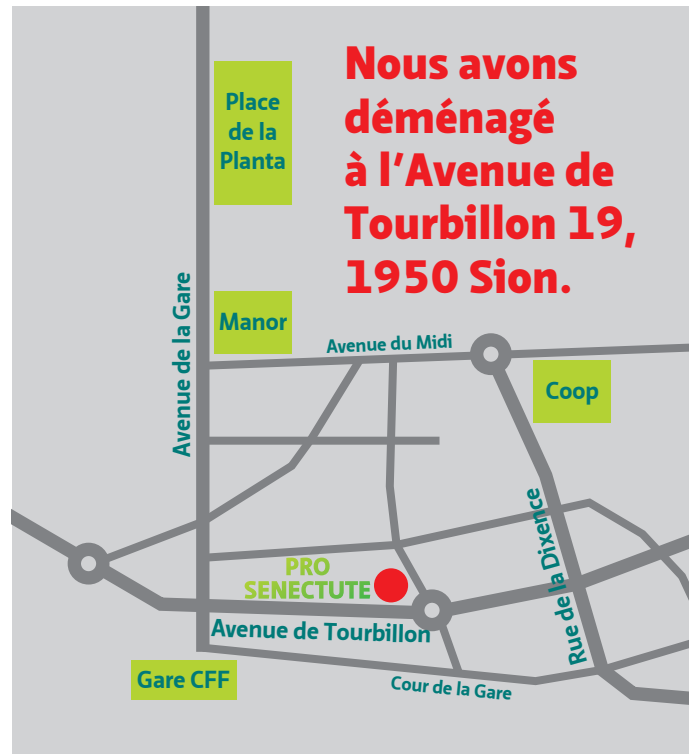 Nous avons
déménagé
à l’Avenue de
Tourbillon 19,
1950 Sion.
Place
de la
Planta
Avenue de la Gare
Manor
Avenue du Midi
Coop
Rue de la Dixence
PRO
SENECTUTE
Avenue de Tourbillon
Gare CFF
Cour de la Gare